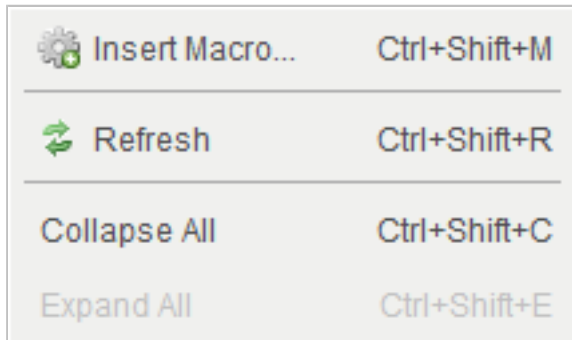 Insert Macro... Ctrl+Shift+M
Refresh Ctrl+Shift+R
Collapse All Ctrl+Shift+C
Expand All Ctrl+Shift+E